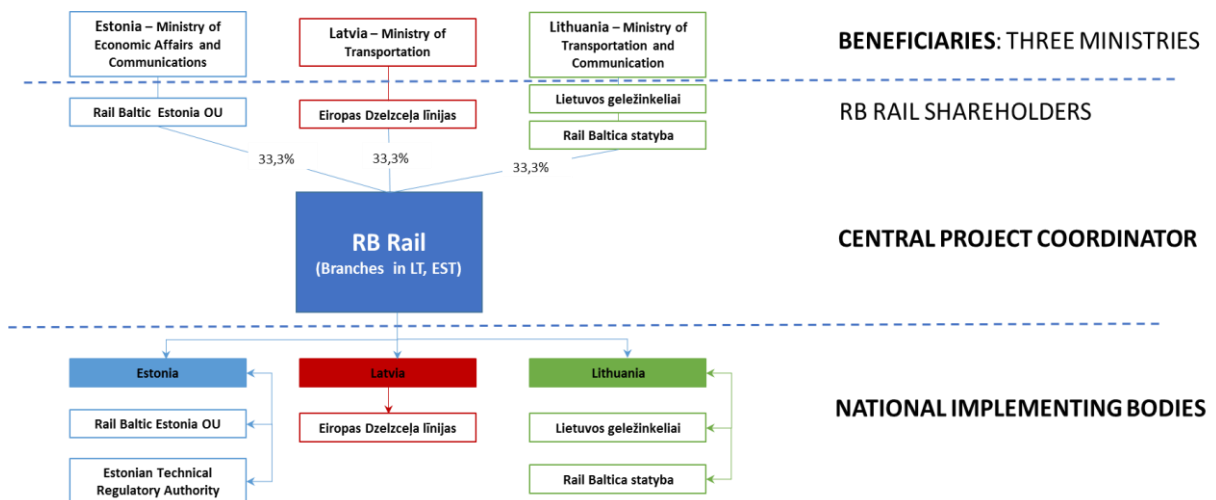 Estonia – Ministry of
Economic Affairs and
Communications
Latvia – Ministry of
Transportation
Lithuania – Ministry of
Transportation and
Communication
BENEFICIARIES: THREE MINISTRIES
Rail Baltic Estonia OU
Eiropas Dzelzceļa līnijas
Lietuvos geležinkeliai
Rail Baltica statyba
RB RAIL SHAREHOLDERS
33,3%
33,3%
33,3%
RB Rail
(Branches in LT, EST)
CENTRAL PROJECT COORDINATOR
Estonia
Latvia
Lithuania
Rail Baltic Estonia OU
Eiropas Dzelzceļa līnijas
Lietuvos geležinkeliai
NATIONAL IMPLEMENTING BODIES
Estonian Technical
Regulatory Authority
Rail Baltica statyba